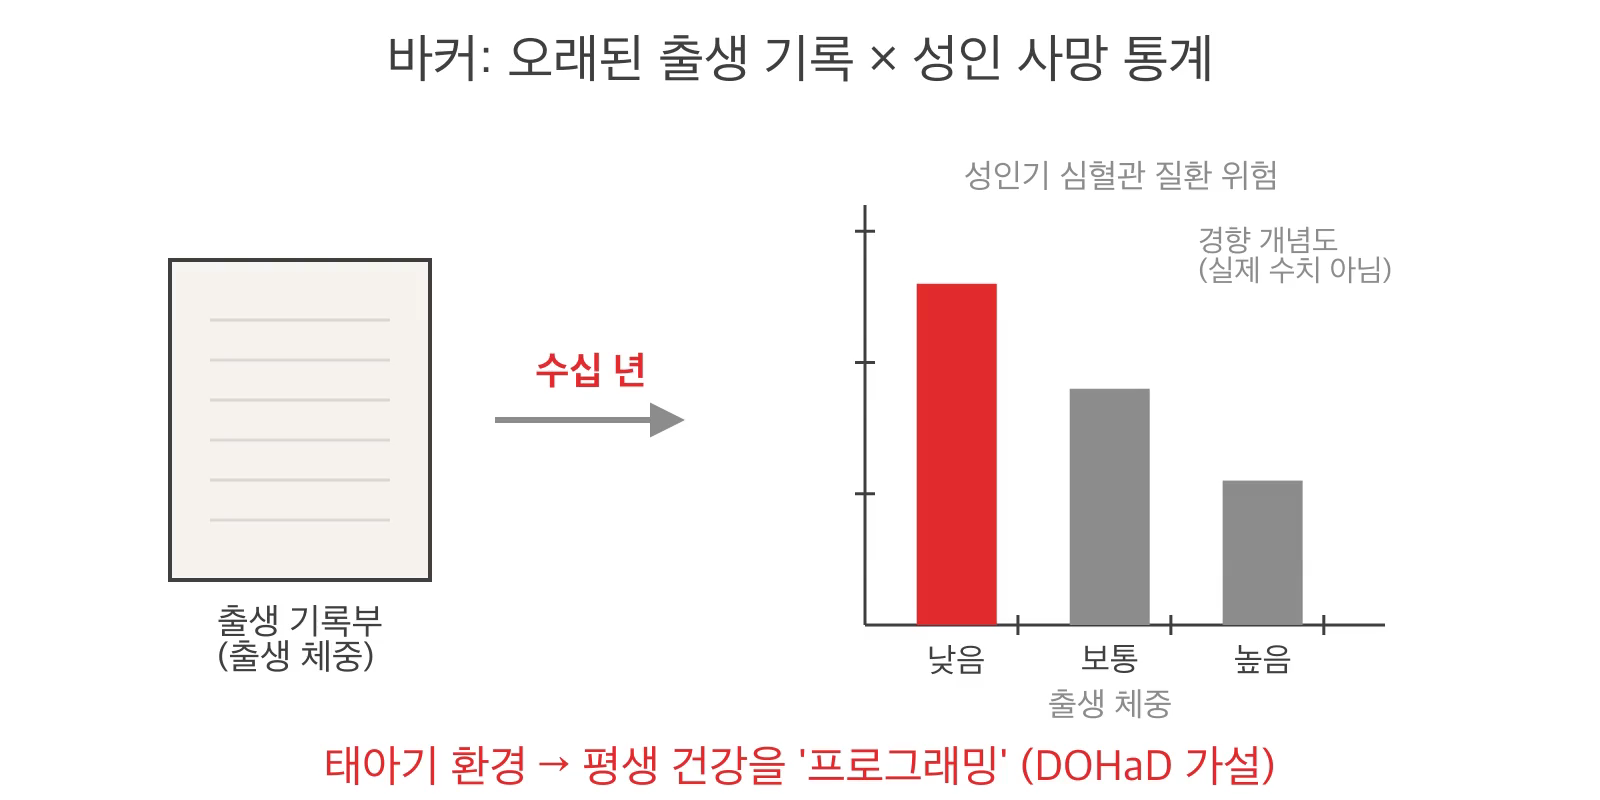 바커: 오래된 출생 기록 × 성인 사망 통계
성인기 심혈관 질환 위험
경향 개념도
(실제 수치 아님)
수십 년
출생 기록부
(출생 체중)
낮음 보통 높음
출생 체중
태아기 환경 → 평생 건강을 '프로그래밍' (DOHaD 가설)